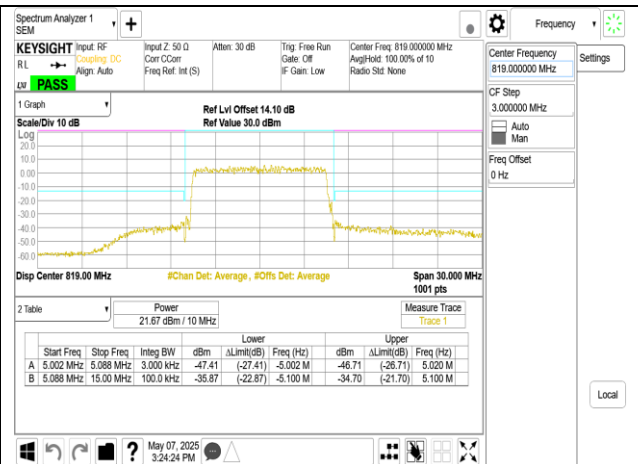 Spectrum Analyzer 1
SEM
Frequency
KEYSIGHT Input: RF Input Z: 50 Ω Atten: 30 dB Trig: Free Run Center Freq: 819.000000 MHz
RL Coupling: DC Corr CCorr Gate: Off Avg|Hold: 100.00% of 10
Align: Auto Freq Ref: Int (S) IF Gain: Low Radio Std: None
LXI PASS
Center Frequency
819.000000 MHz
Settings
CF Step
3.000000 MHz
Auto
Man
Freq Offset
0 Hz
1 Graph
Ref Lvl Offset 14.10 dB
Scale/Div 10 dB Ref Value 30.0 dBm
Log
20.0
10.0
0.00
-10.0
-20.0
-30.0
-40.0
-50.0
-60.0
Disp Center 819.00 MHz #Chan Det: Average, #Offs Det: Average Span 30.000 MHz
1001 pts
2 Table
Power Measure Trace
21.67 dBm / 10 MHz Trace 1
Lower Upper
Start Freq Stop Freq Integ BW dBm ΔLimit(dB) Freq (Hz) dBm ΔLimit(dB) Freq (Hz)
A 5.002 MHz 5.088 MHz 3.000 kHz -47.41 (-27.41) -5.002 M -46.71 (-26.71) 5.020 M
B 5.088 MHz 15.00 MHz 100.0 kHz -35.87 (-22.87) -5.100 M -34.70 (-21.70) 5.100 M
Local
May 07, 2025
3:24:24 PM